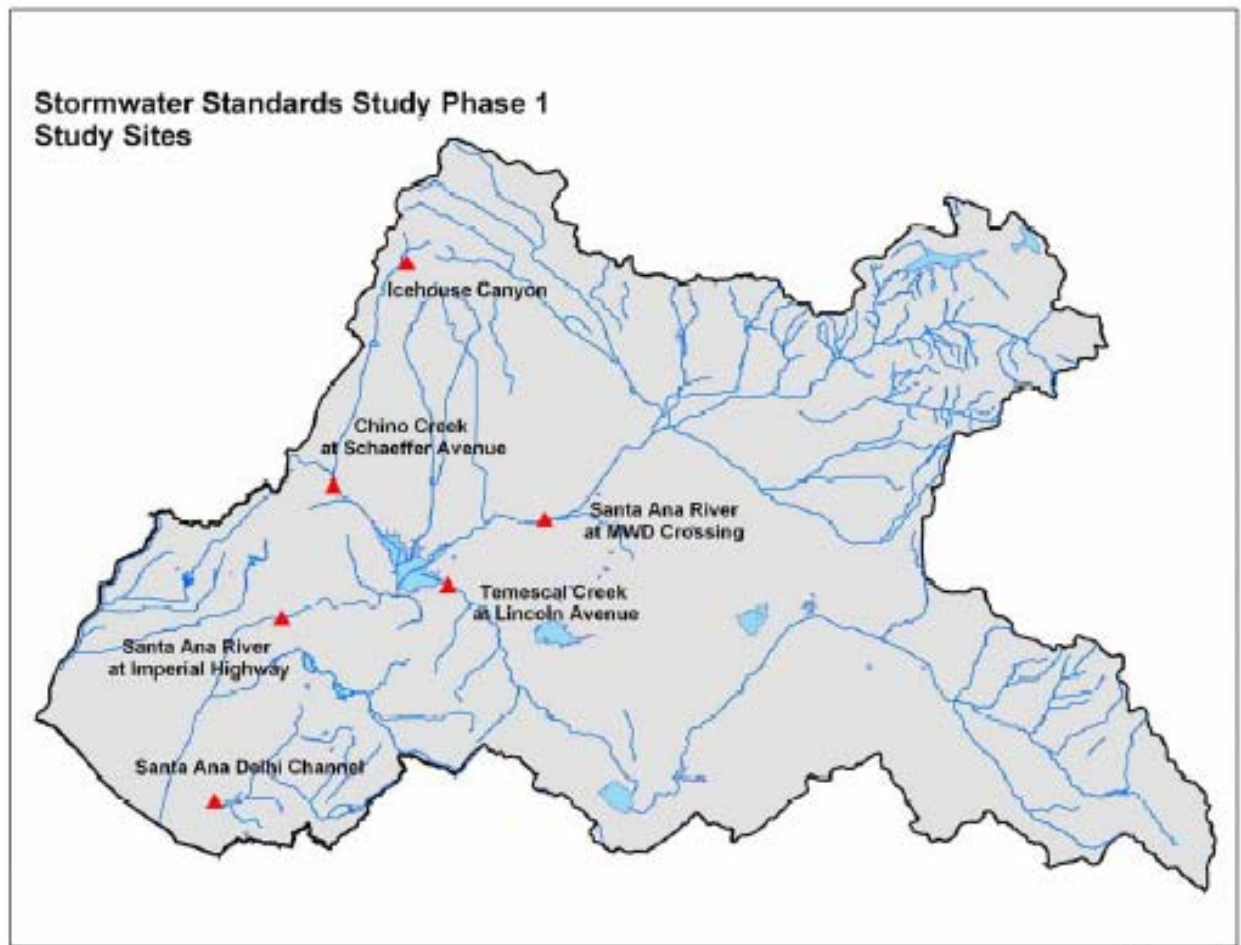 Stormwater Standards Study Phase 1
Study Sites
Icehouse Canyon
Chino Creek
at Schaeffer Avenue
Santa Ana River
at MWD Crossing
Temescal Creek
at Lincoln Avenue
Santa Ana River
at Imperial Highway
Santa Ana Delhi Channel